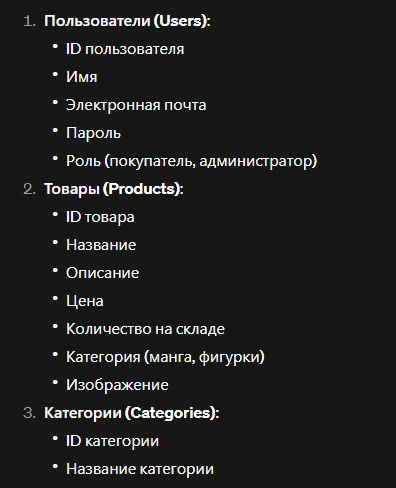 1. Пользователи (Users):
• ID пользователя
• Имя
• Электронная почта
• Пароль
• Роль (покупатель, администратор)
2. Товары (Products):
• ID товара
• Название
• Описание
• Цена
• Количество на складе
• Категория (манга, фигурки)
• Изображение
3. Категории (Categories):
• ID категории
• Название категории